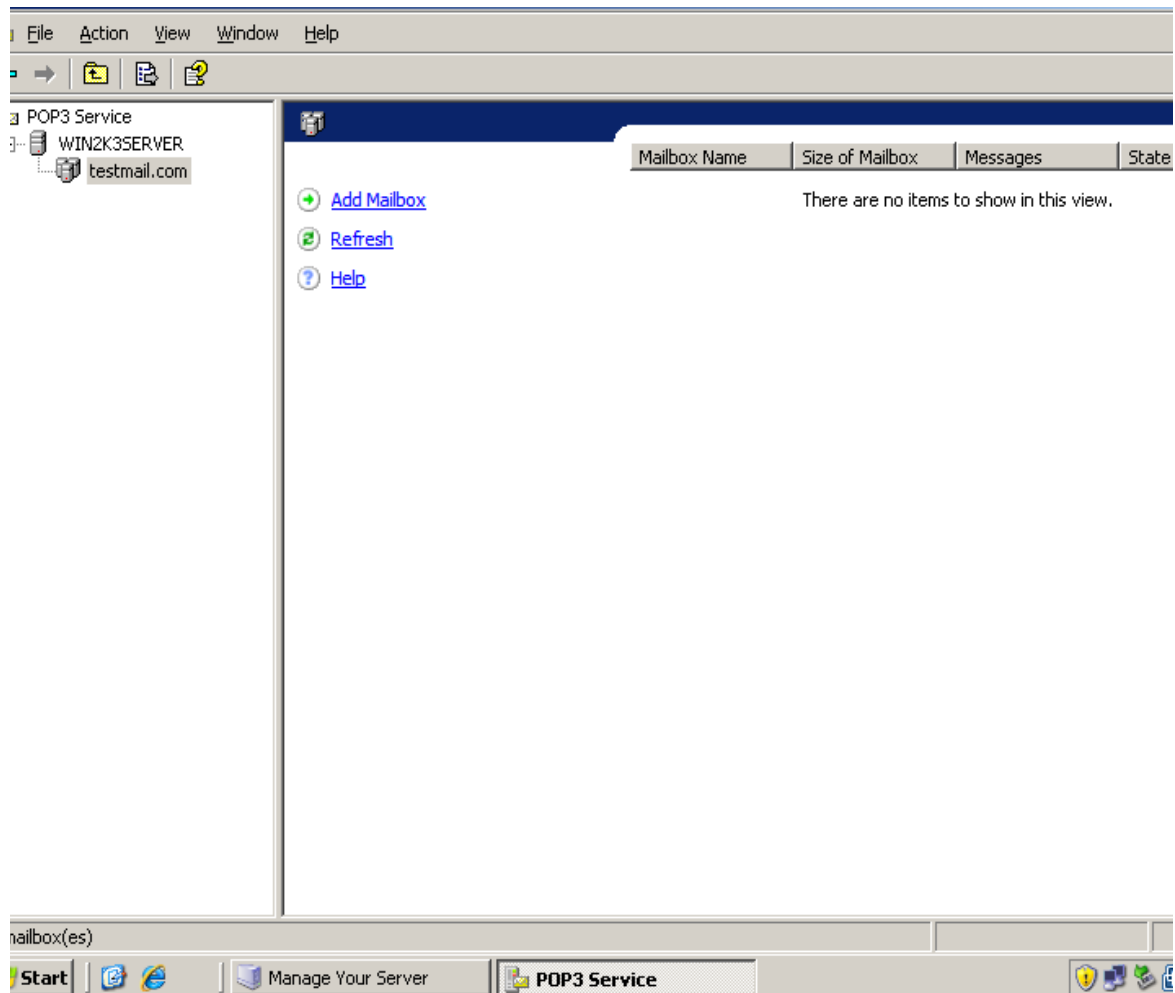 File Action View Window Help
POP3 Service
WIN2K3SERVER
testmail.com
Mailbox Name Size of Mailbox Messages State
There are no items to show in this view.
Add Mailbox
Refresh
Help
mailbox(es)
Start Manage Your Server POP3 Service